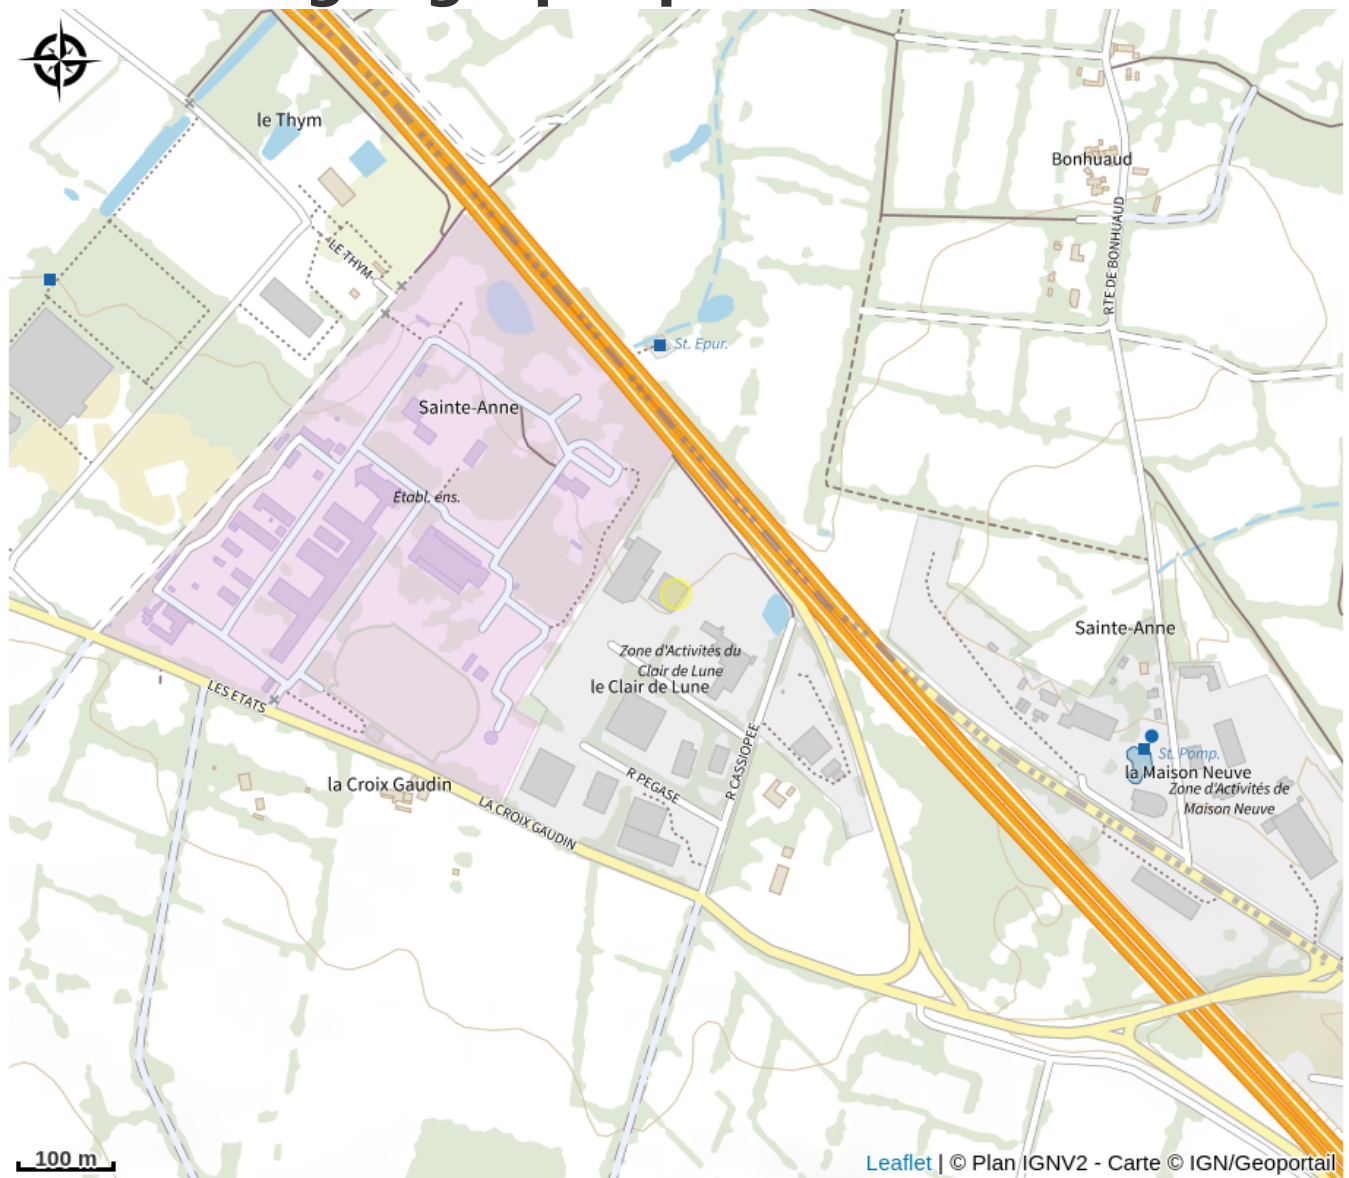 le Thym
Bonhuaud
LE THYM
RTE DE BONHUAUD
St. Epur.
Sainte-Anne
Établ. éns.
Sainte-Anne
Zone d'Activités du
Clair de Lune
le Clair de Lune
LES ETATS
R CASSIOPEE
St. Pomp.
la Maison Neuve
Zone d'Activités de
Maison Neuve
la Croix Gaudin
R PEGASE
LA CROIX GAUDIN
100 m
Leaflet | © Plan IGNV2 - Carte © IGN/Geoportail